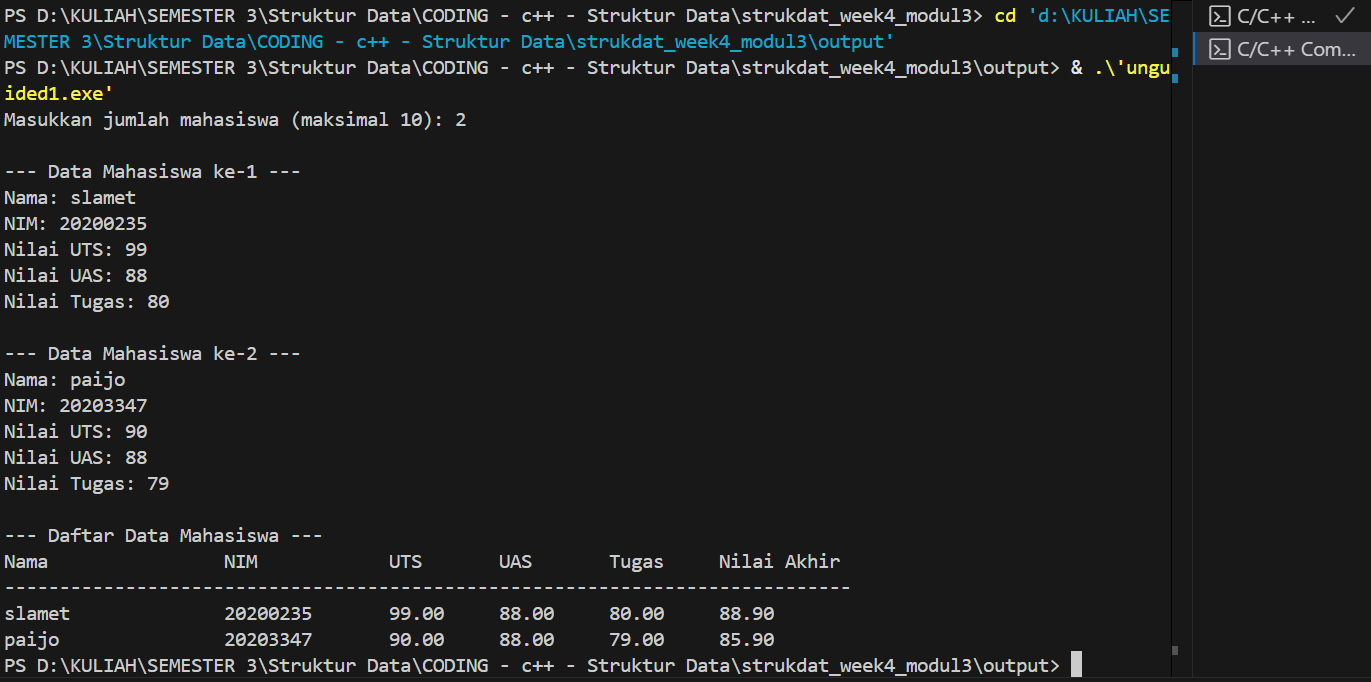 PS D:\KULIAH\SEMESTER 3\Struktur Data\CODING - c++ - Struktur Data\strukdat_week4_modul3> cd 'd:\KULIAH\SE
MESTER 3\Struktur Data\CODING - c++ - Struktur Data\strukdat_week4_modul3\output'
PS D:\KULIAH\SEMESTER 3\Struktur Data\CODING - c++ - Struktur Data\strukdat_week4_modul3\output> & .\'ungu
ided1.exe'
Masukkan jumlah mahasiswa (maksimal 10): 2

--- Data Mahasiswa ke-1 ---
Nama: slamet
NIM: 20200235
Nilai UTS: 99
Nilai UAS: 88
Nilai Tugas: 80

--- Data Mahasiswa ke-2 ---
Nama: paijo
NIM: 20203347
Nilai UTS: 90
Nilai UAS: 88
Nilai Tugas: 79

--- Daftar Data Mahasiswa ---
Nama                NIM            UTS       UAS       Tugas     Nilai Akhir
-----------------------------------------------------------------------------
slamet              20200235       99.00     88.00     80.00     88.90
paijo               20203347       90.00     88.00     79.00     85.90
PS D:\KULIAH\SEMESTER 3\Struktur Data\CODING - c++ - Struktur Data\strukdat_week4_modul3\output>
C/C++ ...
C/C++ Com...